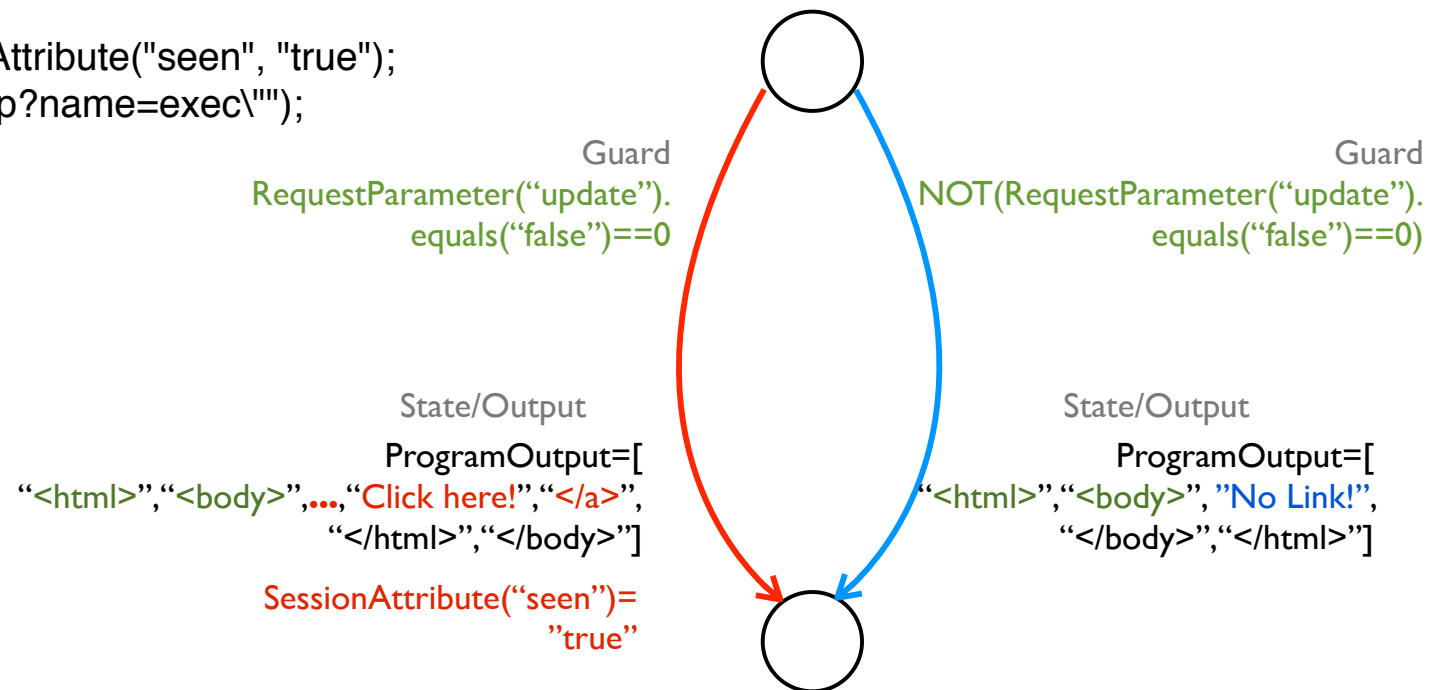 Attribute("seen", "true");
p?name=exec\"");
Guard
RequestParameter(“update”).
equals(“false”)==0
Guard
NOT(RequestParameter(“update”).
equals(“false”)==0)
State/Output
ProgramOutput=[
“<html>”,“<body>”,...,“Click here!”,“</a>”,
“</html>”,“</body>”]
SessionAttribute(“seen”)=
”true”
State/Output
ProgramOutput=[
“<html>”,“<body>”, ”No Link!”,
“</body>”,“</html>”]